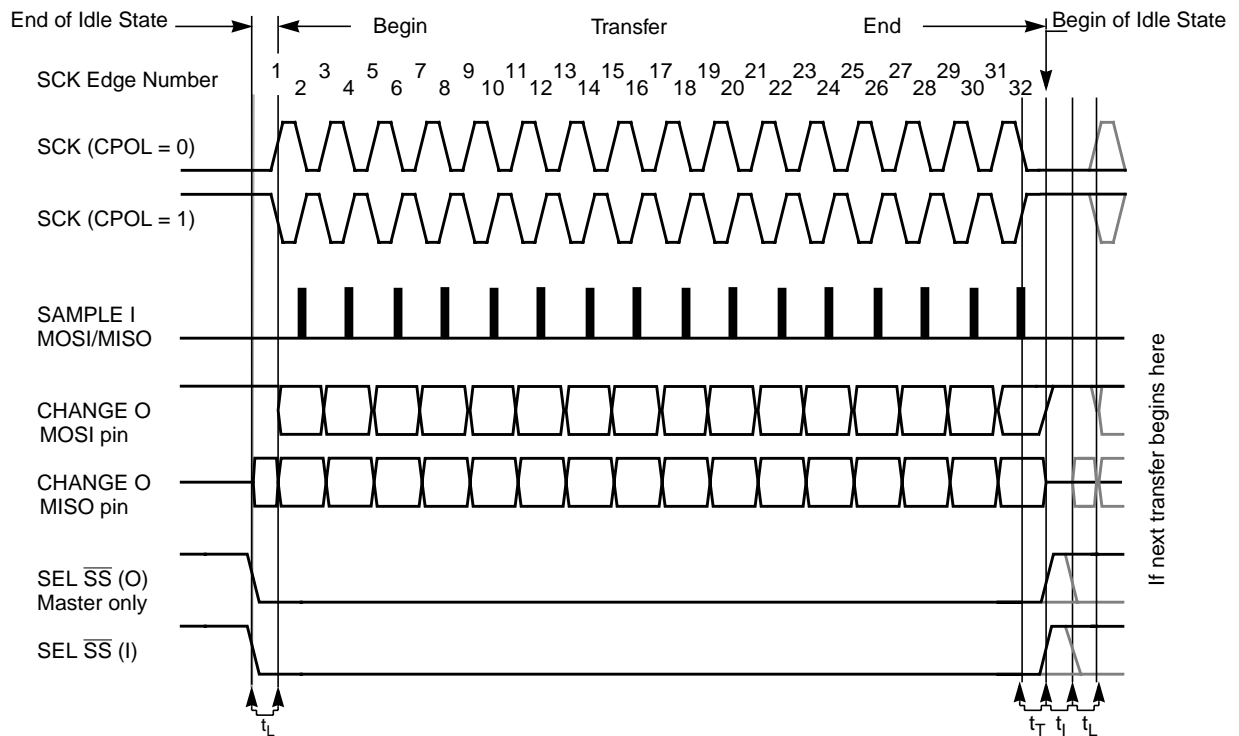 End of Idle State
Begin
Transfer
End
Begin of Idle State
SCK Edge Number
1 3 5 7 9 11 13 15 17 19 21 23 25 27 29 31
2 4 6 8 10 12 14 16 18 20 22 24 26 28 30 32
SCK (CPOL = 0)
SCK (CPOL = 1)
SAMPLE I
MOSI/MISO
CHANGE O
MOSI pin
CHANGE O
MISO pin
SEL SS (O)
Master only
SEL SS (I)
tL
tT
tI
tL
If next transfer begins here